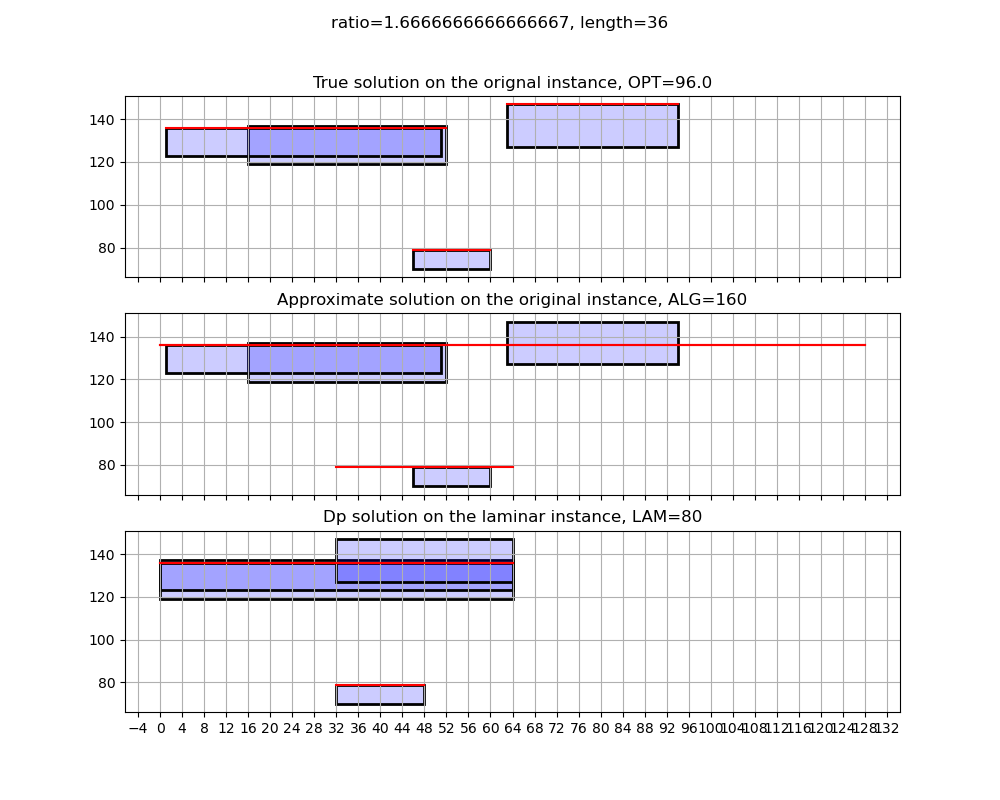 ratio=1.6666666666666667, length=36
True solution on the orignal instance, OPT=96.0
140
120
100
80
Approximate solution on the original instance, ALG=160
140
120
100
80
Dp solution on the laminar instance, LAM=80
140
120
100
80
−4 0 4 8 12 16 20 24 28 32 36 40 44 48 52 56 60 64 68 72 76 80 84 88 92 96 100 104 108 112 116 120 124 128 132